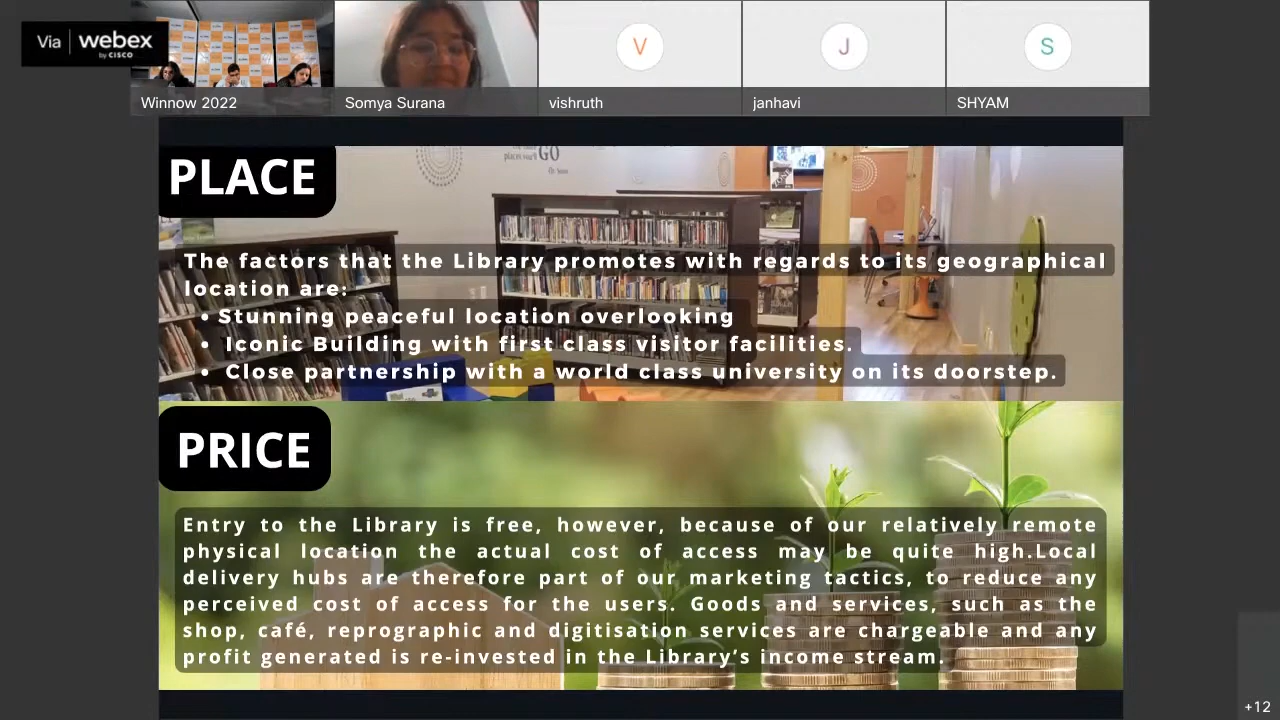 Via webex
by CISCO
Winnow 2022
Somya Surana
V
vishruth
J
janhavi
S
SHYAM
PLACE
GO
The factors that the Library promotes with regards to its geographical
location are:
• Stunning peaceful location overlooking
• Iconic Building with first class visitor facilities.
• Close partnership with a world class university on its doorstep.
PRICE
Entry to the Library is free, however, because of our relatively remote
physical location the actual cost of access may be quite high.Local
delivery hubs are therefore part of our marketing tactics, to reduce any
perceived cost of access for the users. Goods and services, such as the
shop, café, reprographic and digitisation services are chargeable and any
profit generated is re-invested in the Library’s income stream.
+12